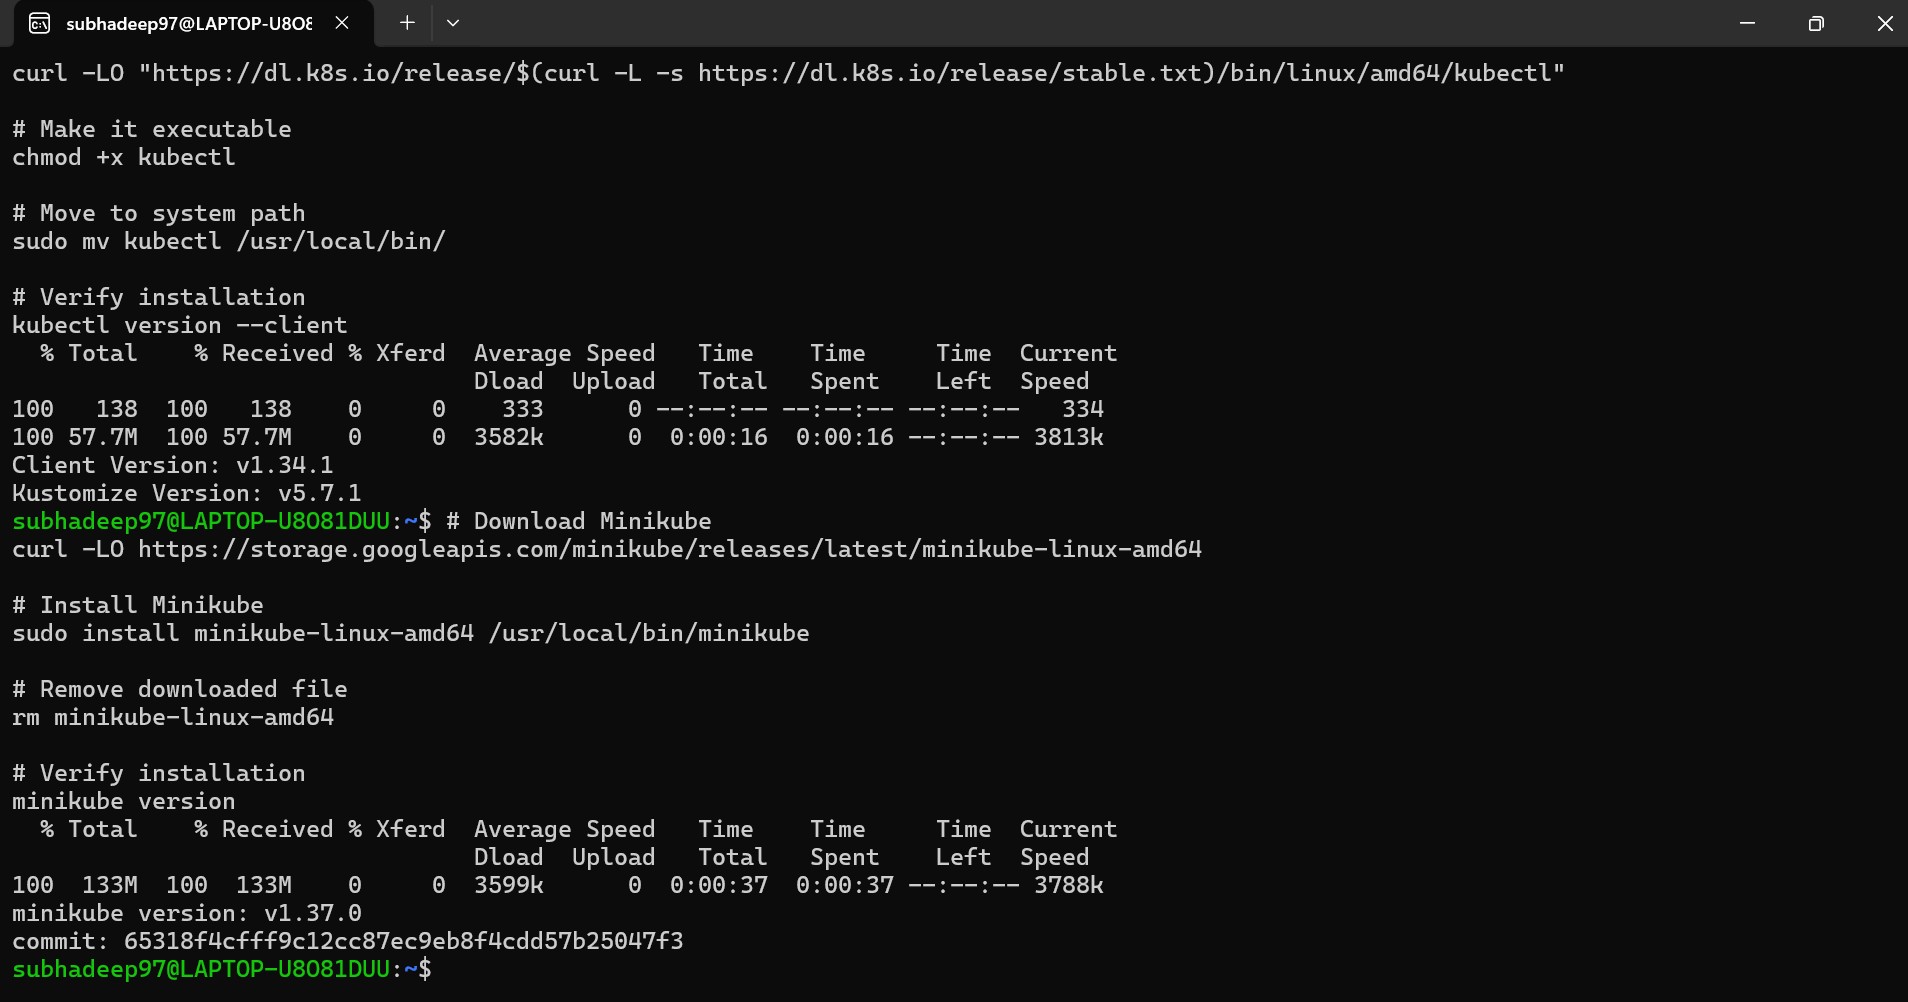 subhadeep97@LAPTOP-U8O8
curl -LO "https://dl.k8s.io/release/$(curl -L -s https://dl.k8s.io/release/stable.txt)/bin/linux/amd64/kubectl"
# Make it executable
chmod +x kubectl
# Move to system path
sudo mv kubectl /usr/local/bin/
# Verify installation
kubectl version --client
  % Total    % Received % Xferd  Average Speed   Time    Time     Time  Current
                                 Dload  Upload   Total   Spent    Left  Speed
100   138  100   138    0     0    333      0 --:--:-- --:--:-- --:--:--   334
100 57.7M  100 57.7M    0     0  3582k      0  0:00:16  0:00:16 --:--:-- 3813k
Client Version: v1.34.1
Kustomize Version: v5.7.1
subhadeep97@LAPTOP-U8O81DUU:~$ # Download Minikube
curl -LO https://storage.googleapis.com/minikube/releases/latest/minikube-linux-amd64
# Install Minikube
sudo install minikube-linux-amd64 /usr/local/bin/minikube
# Remove downloaded file
rm minikube-linux-amd64
# Verify installation
minikube version
  % Total    % Received % Xferd  Average Speed   Time    Time     Time  Current
                                 Dload  Upload   Total   Spent    Left  Speed
100  133M  100  133M    0     0  3599k      0  0:00:37  0:00:37 --:--:-- 3788k
minikube version: v1.37.0
commit: 65318f4cfff9c12cc87ec9eb8f4cdd57b25047f3
subhadeep97@LAPTOP-U8O81DUU:~$